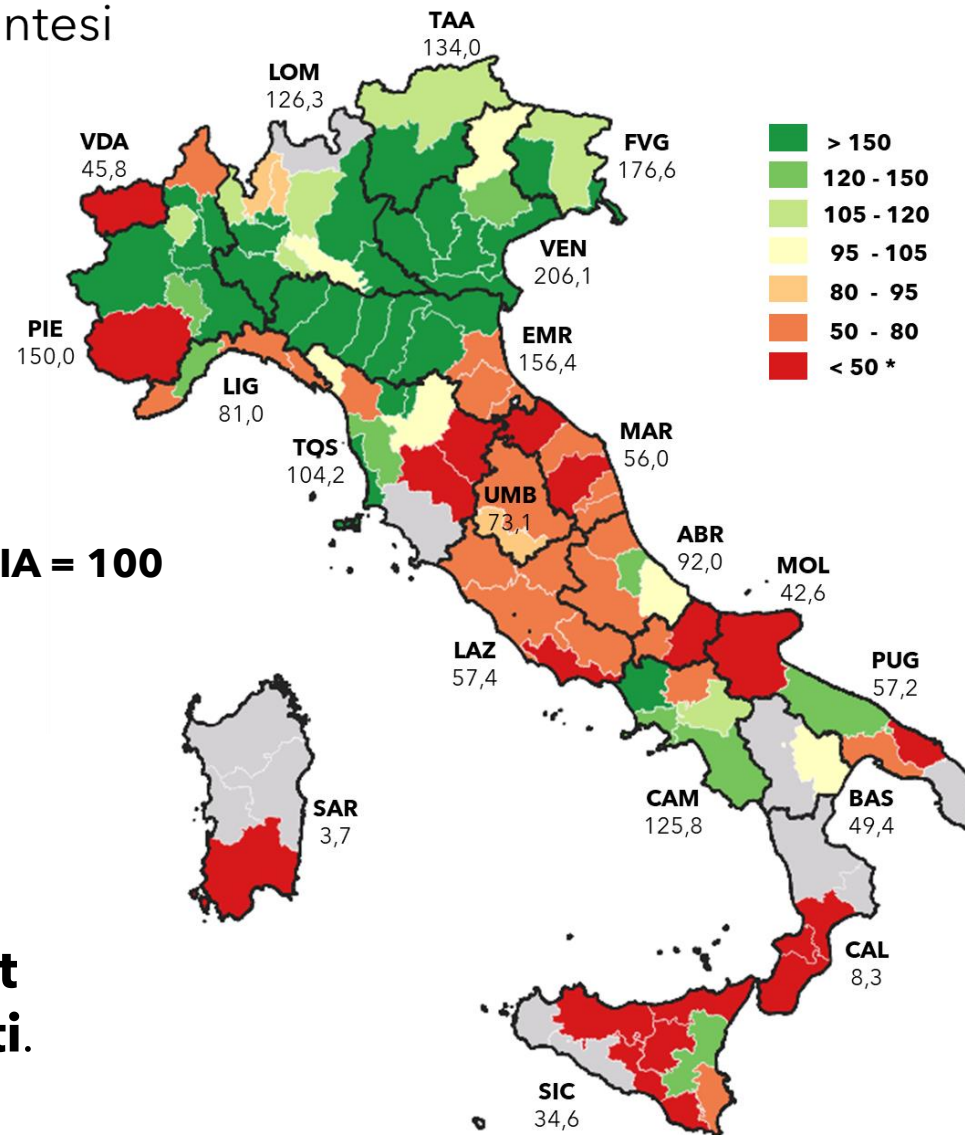 ntesi
TAA
134,0
LOM
126,3
VDA
45,8
FVG
176,6
> 150
120 - 150
105 - 120
95 - 105
80 - 95
50 - 80
< 50 *
VEN
206,1
PIE
150,0
EMR
156,4
LIG
81,0
TOS
104,2
MAR
56,0
UMB
73,1
IA = 100
ABR
92,0
MOL
42,6
LAZ
57,4
PUG
57,2
SAR
3,7
CAM
125,8
BAS
49,4
CAL
8,3
t
ti.
SIC
34,6